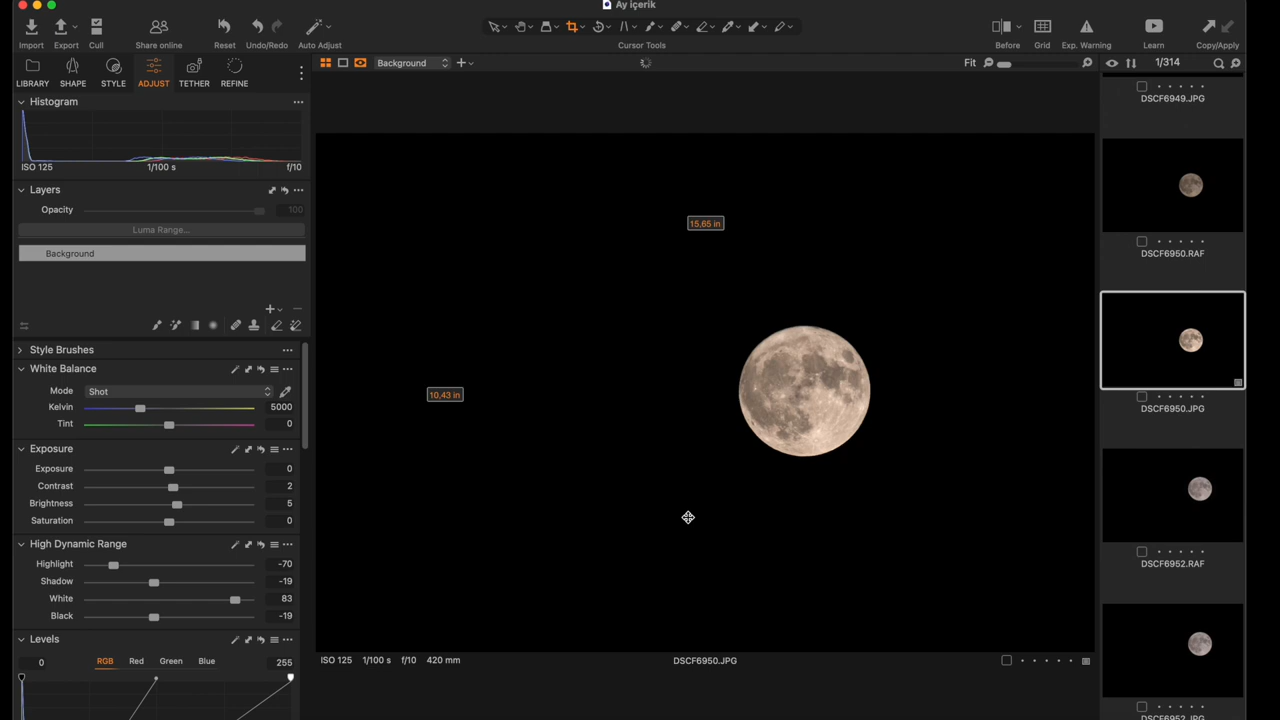 Ay içerik
Import
Export
Cull
Share online
Reset
Undo/Redo
Auto Adjust
Cursor Tools
Before
Grid
Exp. Warning
Learn
Copy/Apply
LIBRARY
SHAPE
STYLE
ADJUST
TETHER
REFINE
Background
Fit
1/314
Histogram
ISO 125
1/100 s
f/10
Layers
Opacity
100
Luma Range...
Background
Style Brushes
White Balance
Mode
Shot
Kelvin
5000
Tint
0
Exposure
Exposure
0
Contrast
2
Brightness
5
Saturation
0
High Dynamic Range
Highlight
-70
Shadow
-19
White
83
Black
-19
Levels
0
RGB
Red
Green
Blue
255
15,65 in
10,43 in
ISO 125
1/100 s
f/10
420 mm
DSCF6950.JPG
DSCF6949.JPG
DSCF6950.RAF
DSCF6950.JPG
DSCF6952.RAF
DSCF6952.JPG